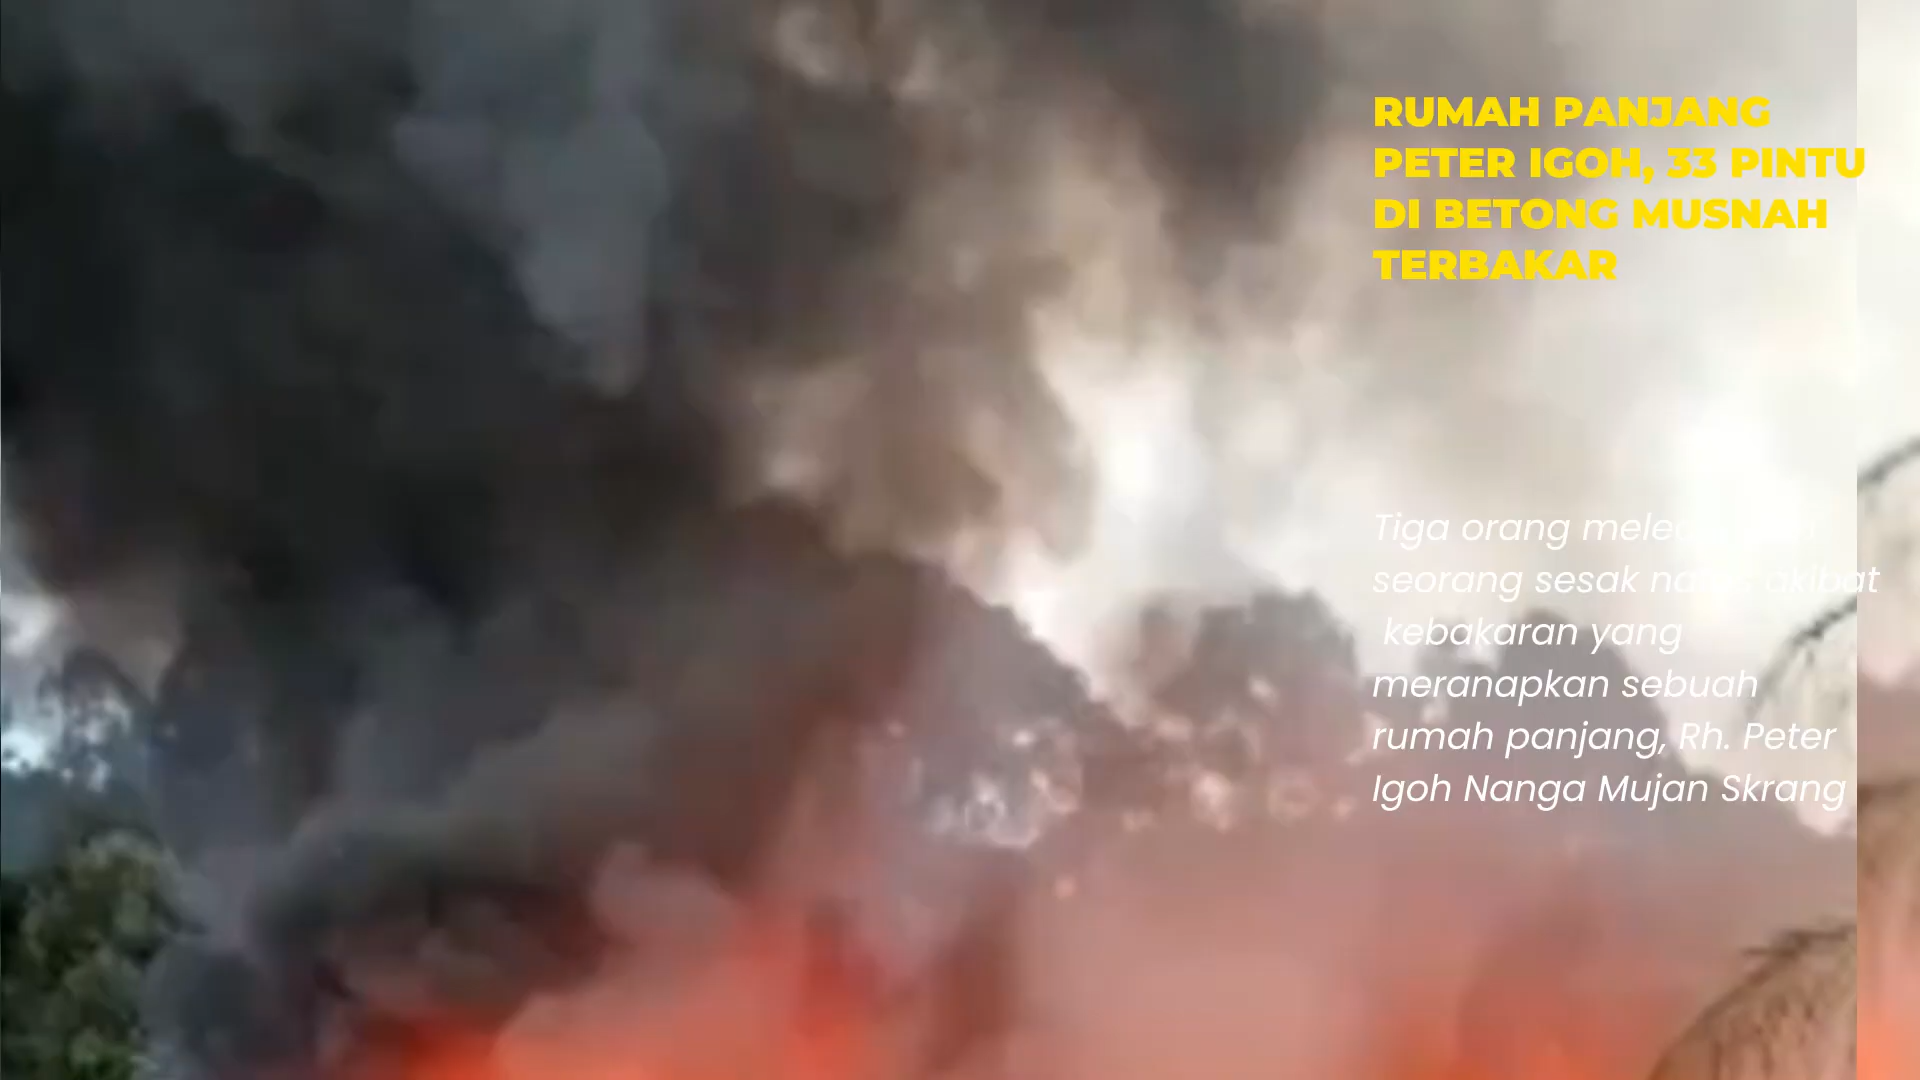 RUMAH PANJANG
PETER IGOH, 33 PINTU
DI BETONG MUSNAH
TERBAKAR
Tiga orang
seorang sesak akibat
kebakaran yang
meranapkan sebuah
rumah panjang, Rh. Peter
Igoh Nanga Mujan Skrang